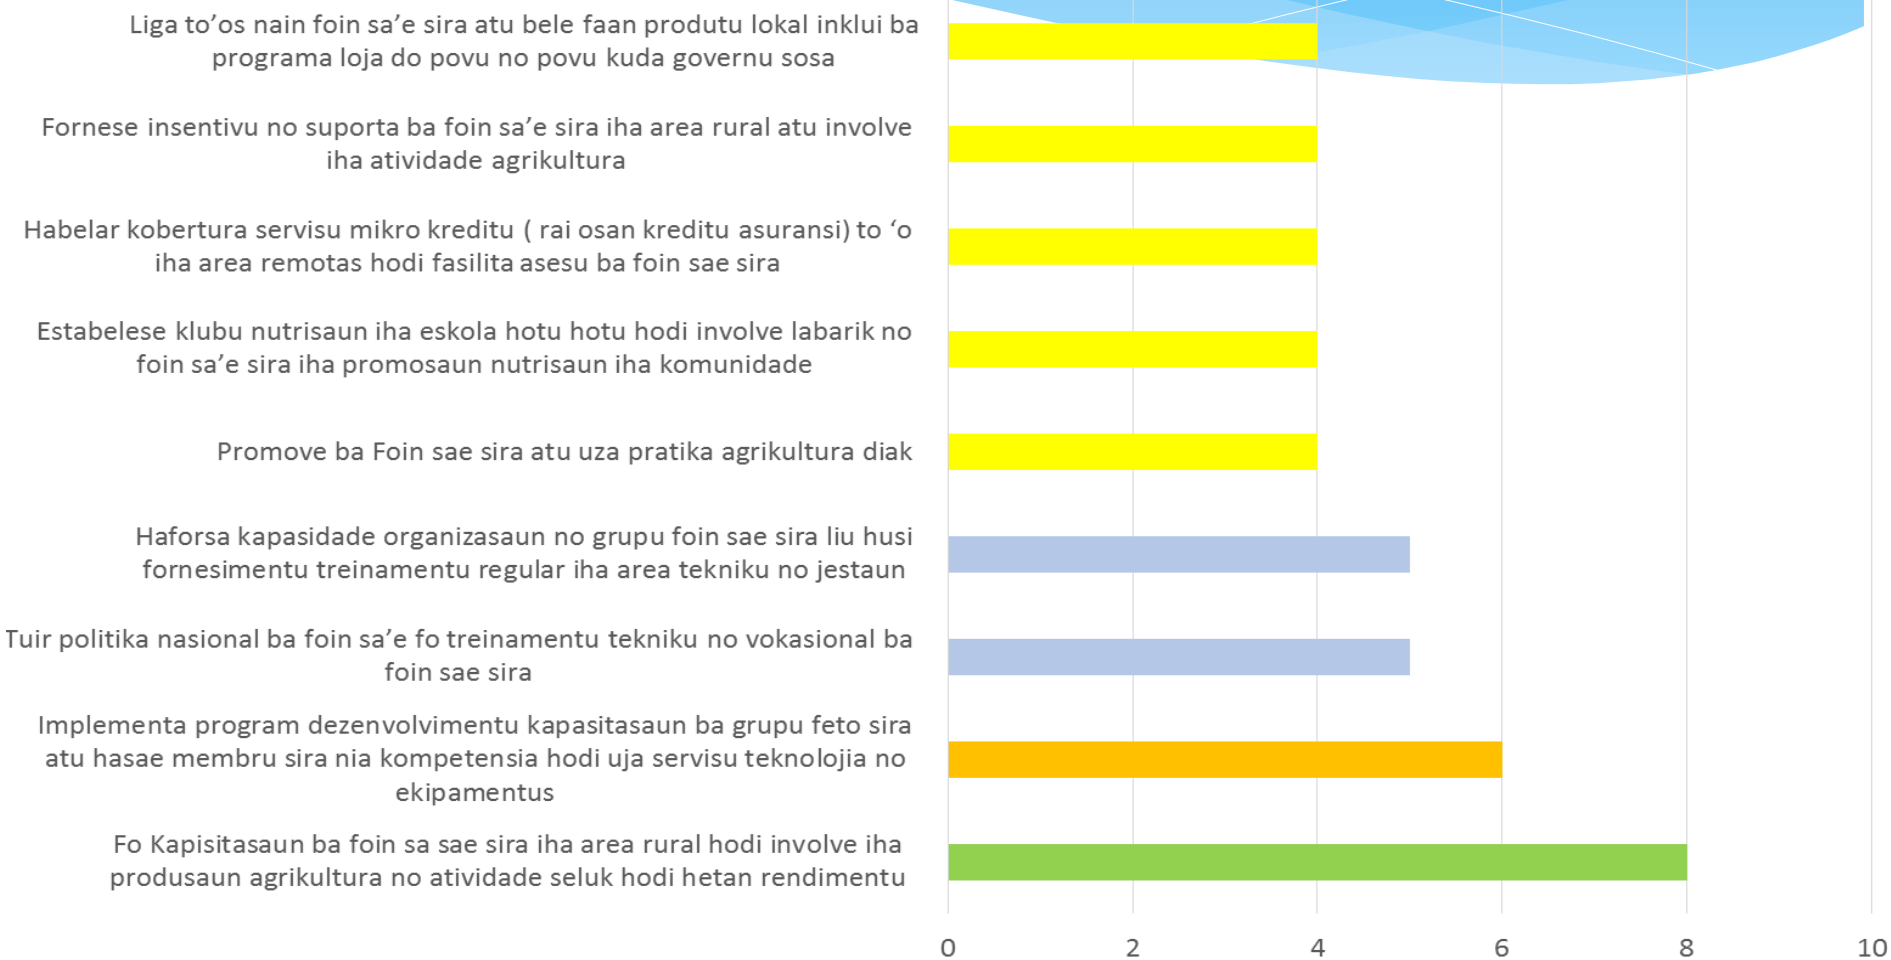 Liga to’os nain foin sa’e sira atu bele faan produtu lokal inklui ba
programa loja do povu no povu kuda governu sosa
Fornese insentivu no suporta ba foin sa’e sira iha area rural atu involve
iha atividade agrikultura
Habelar kobertura servisu mikro kreditu ( rai osan kreditu asuransi) to ‘o
iha area remotas hodi fasilita asesu ba foin sae sira
Estabelese klubu nutrisaun iha eskola hotu hotu hodi involve labarik no
foin sa’e sira iha promosaun nutrisaun iha komunidade
Promove ba Foin sae sira atu uza pratika agrikultura diak
Haforsa kapasidade organizasaun no grupu foin sae sira liu husi
fornesimentu treinamentu regular iha area tekniku no jestaun
Tuir politika nasional ba foin sa’e fo treinamentu tekniku no vokasional ba
foin sae sira
Implementa program dezenvolvimentu kapasitasaun ba grupu feto sira
atu hasae membru sira nia kompetensia hodi uja servisu teknolojia no
ekipamentus
Fo Kapisitasaun ba foin sa sae sira iha area rural hodi involve iha
produsaun agrikultura no atividade seluk hodi hetan rendimentu
0 2 4 6 8 10